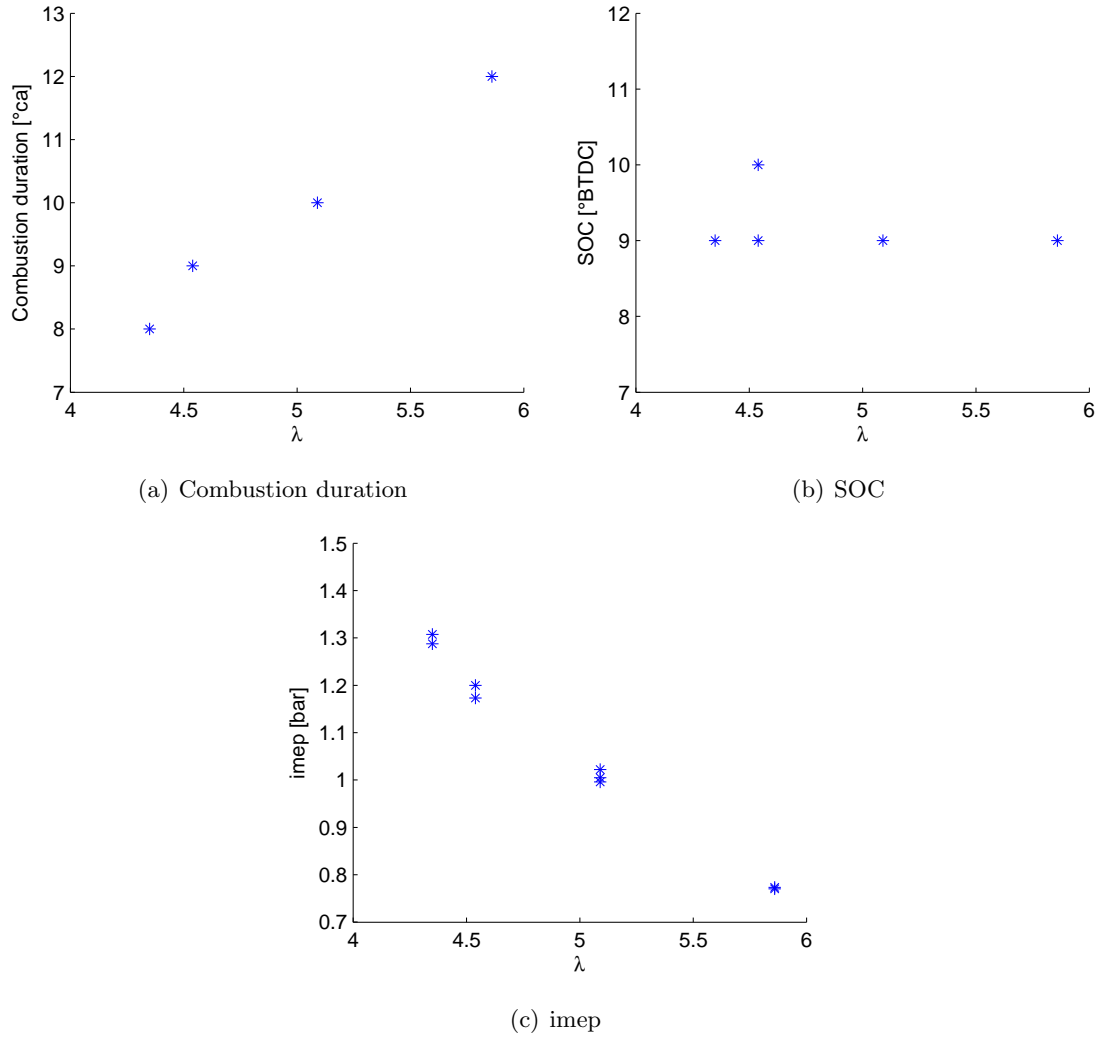 13
12
11
10
9
8
7
Combustion duration [°ca]
4 4.5 5 5.5 6
λ
(a) Combustion duration
12
11
10
9
8
7
SOC [°BTDC]
4 4.5 5 5.5 6
λ
(b) SOC
1.5
1.4
1.3
1.2
1.1
1
0.9
0.8
0.7
imep [bar]
4 4.5 5 5.5 6
λ
(c) imep